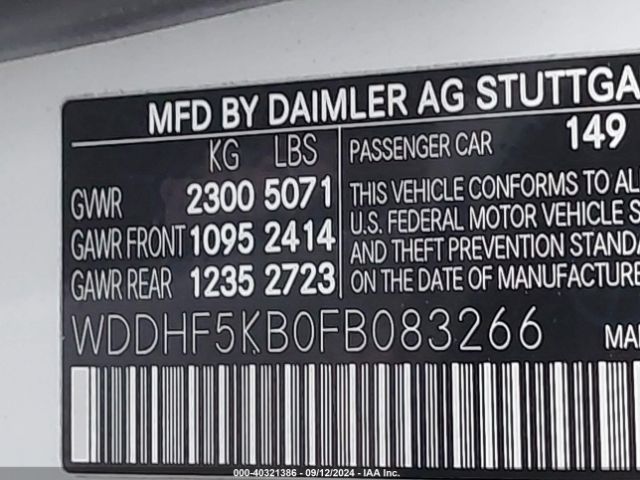 MFD BY DAIMLER AG STUTTGA
KG LBS
GVWR 2300 5071
GAWR FRONT 1095 2414
GAWR REAR 1235 2723
PASSENGER CAR 149
THIS VEHICLE CONFORMS TO AL
U.S. FEDERAL MOTOR VEHICLE S
AND THEFT PREVENTION STANDA
ON THE DATE OF MANUFACTURE
WDDHF5KB0FB083266
MA
000-40321386 - 09/12/2024 - IAA Inc.